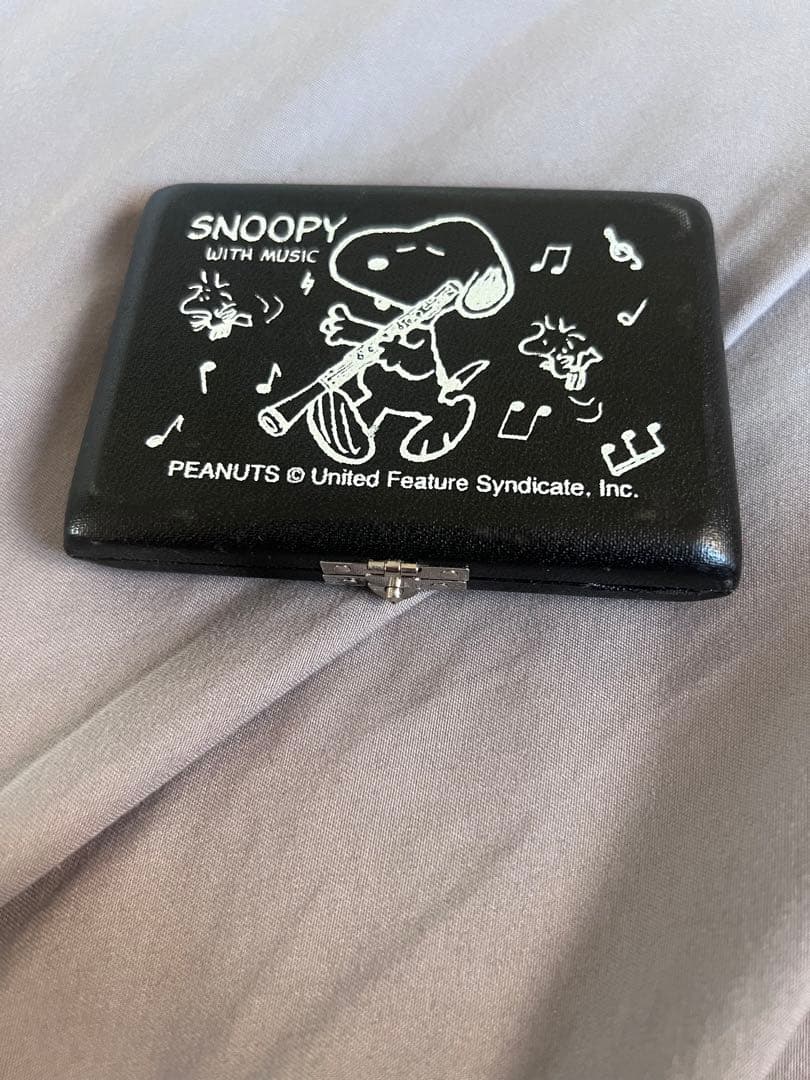 SNOOPY
WITH MUSIC
PEANUTS © United Feature Syndicate, Inc.